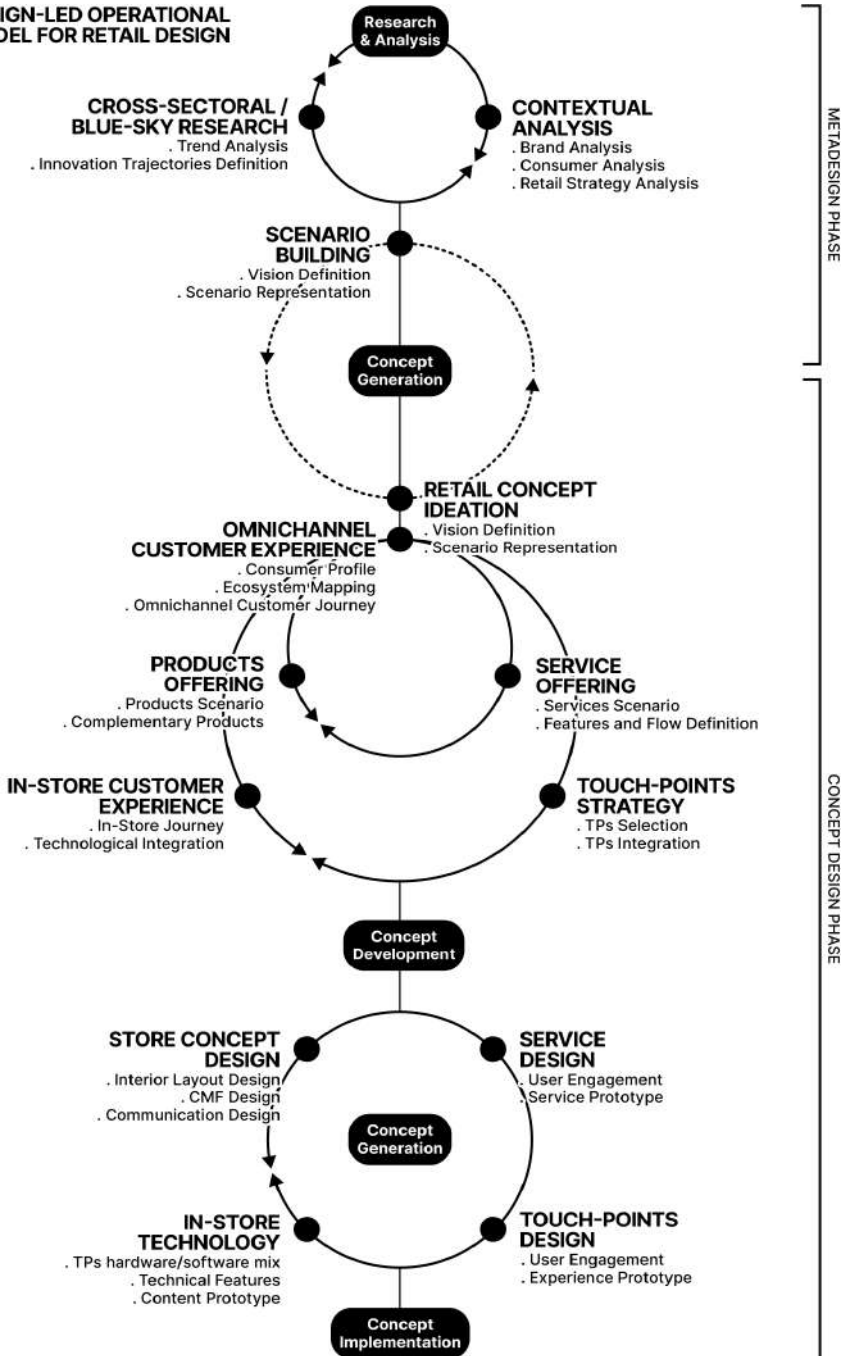 IGN-LED OPERATIONAL
DEL FOR RETAIL DESIGN
Research
& Analysis
CROSS-SECTORAL /
BLUE-SKY RESEARCH
. Trend Analysis
. Innovation Trajectories Definition
CONTEXTUAL
ANALYSIS
. Brand Analysis
. Consumer Analysis
. Retail Strategy Analysis
METADESIGN PHASE
SCENARIO
BUILDING
. Vision Definition
. Scenario Representation
Concept
Generation
RETAIL CONCEPT
IDEATION
. Vision Definition
. Scenario Representation
OMNICHANNEL
CUSTOMER EXPERIENCE
. Consumer Profile
. Ecosystem Mapping
. Omnichannel Customer Journey
PRODUCTS
OFFERING
. Products Scenario
. Complementary Products
SERVICE
OFFERING
. Services Scenario
. Features and Flow Definition
IN-STORE CUSTOMER
EXPERIENCE
. In-Store Journey
. Technological Integration
TOUCH-POINTS
STRATEGY
. TPs Selection
. TPs Integration
CONCEPT DESIGN PHASE
Concept
Development
STORE CONCEPT
DESIGN
. Interior Layout Design
. CMF Design
. Communication Design
SERVICE
DESIGN
. User Engagement
. Service Prototype
Concept
Generation
IN-STORE
TECHNOLOGY
. TPs hardware/software mix
. Technical Features
. Content Prototype
TOUCH-POINTS
DESIGN
. User Engagement
. Experience Prototype
Concept
Implementation